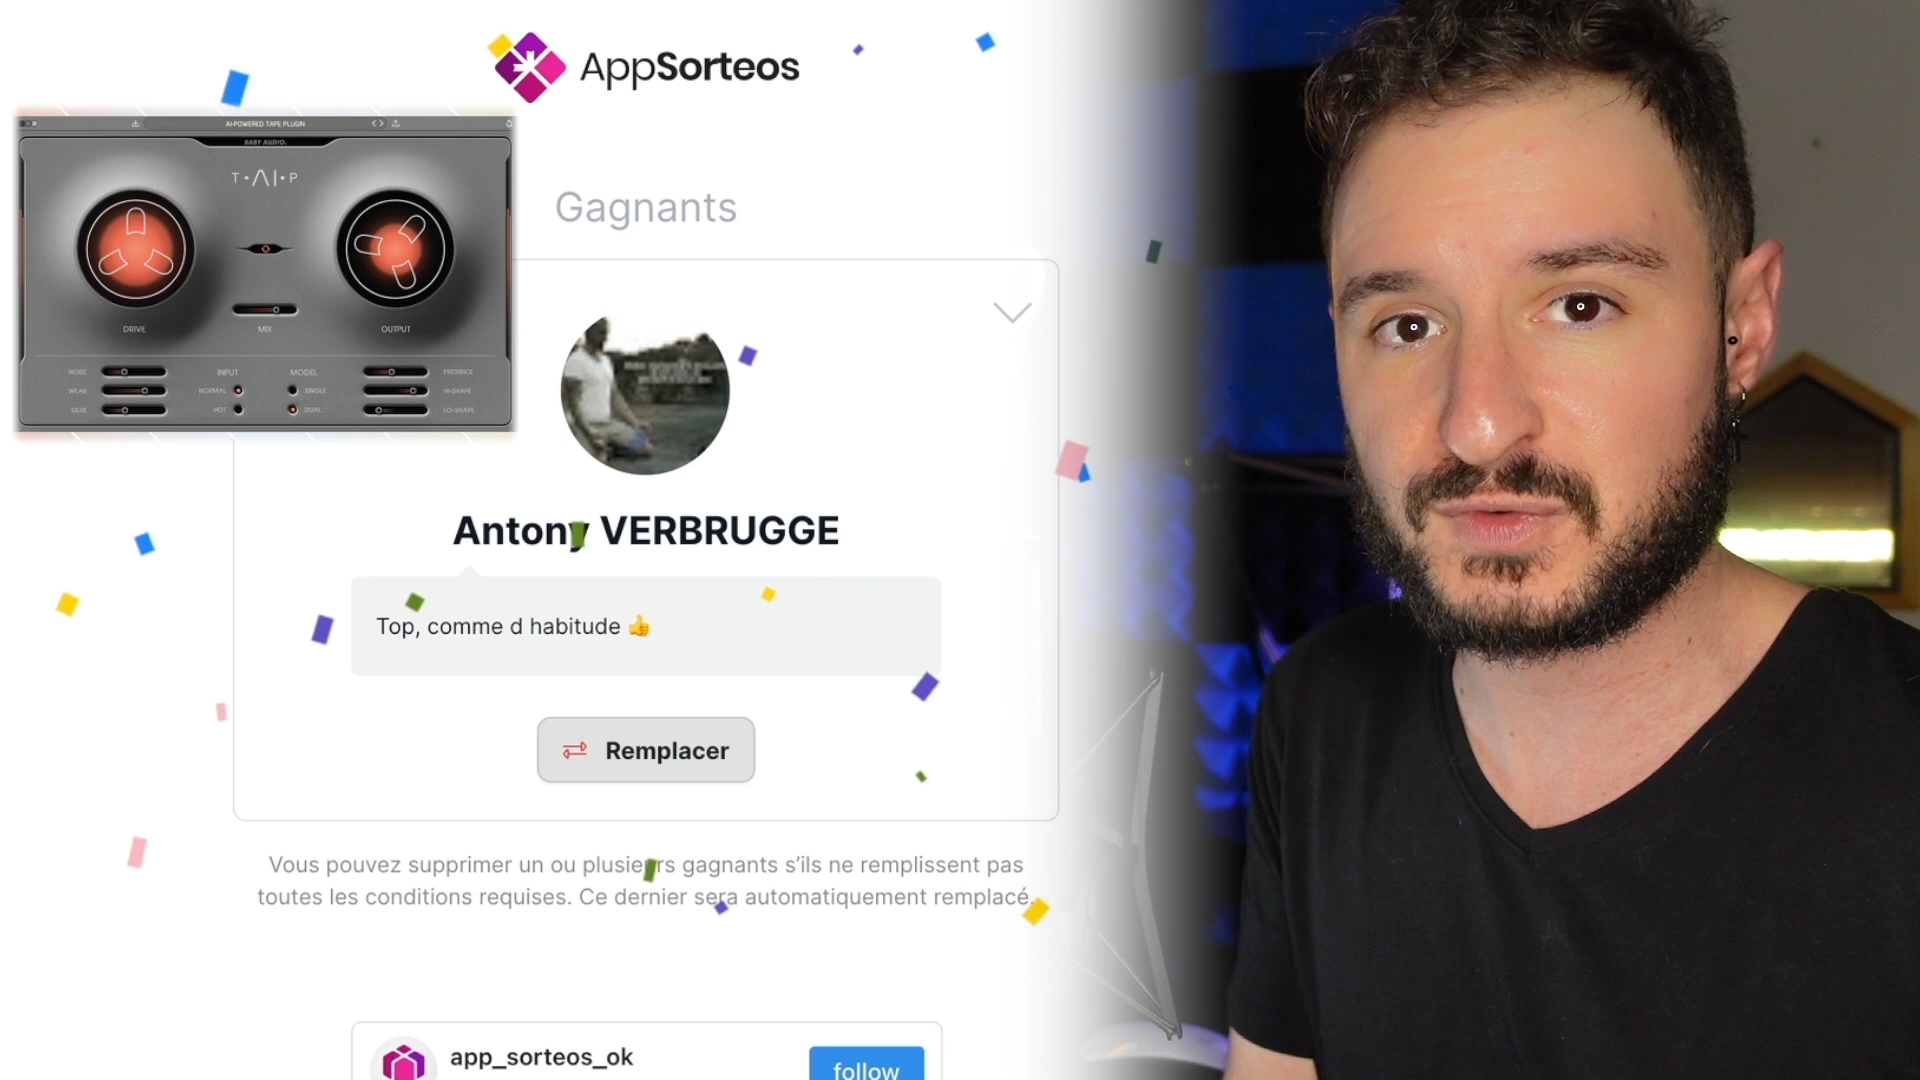 AppSorteos
AI-POWERED TAPE PLUGIN
BABY AUDIO.
T•AI•P
Gagnants
DRIVE
MIX
OUTPUT
NOISE
INPUT
MODEL
PRESENCE
WEAR
NORMAL
SINGLE
HI-SHAPE
GLUE
HOT
DUAL
LO-SHAPE
Antony VERBRUGGE
Top, comme d habitude 👍
Remplacer
Vous pouvez supprimer un ou plusieurs gagnants s’ils ne remplissent pas
toutes les conditions requises. Ce dernier sera automatiquement remplacé.
app_sorteos_ok
follow